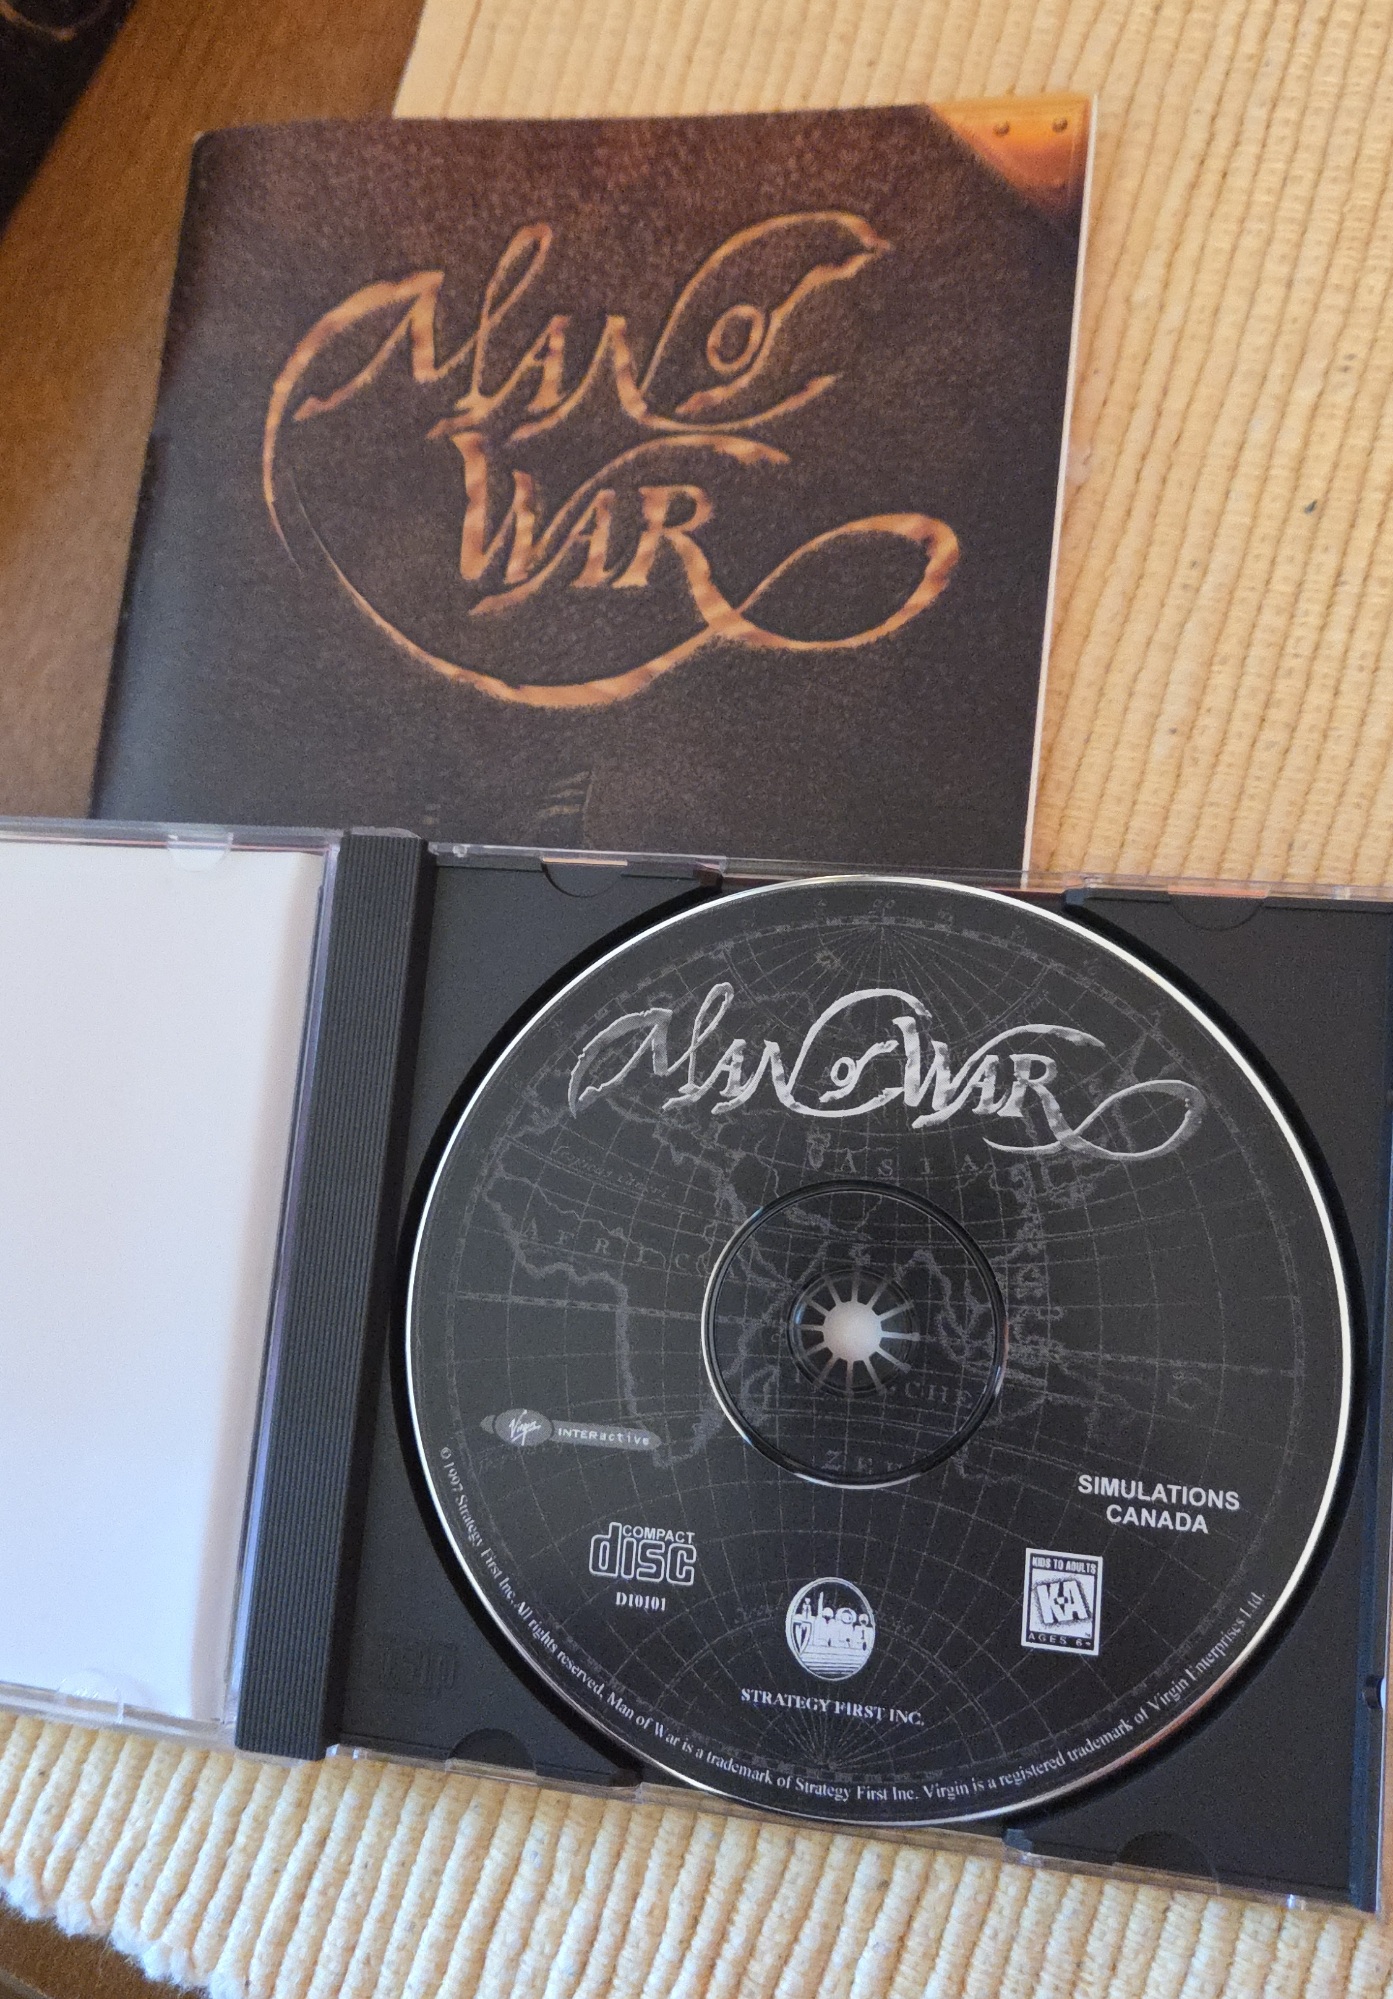 MAN OF
WAR
MAN OF WAR
ASIA
AFRICA
Virgin INTERactive
SIMULATIONS
CANADA
COMPACT
disc
D10101
KIDS TO ADULTS
K-A
AGES 6+
STRATEGY FIRST INC.
©1997 Strategy First Inc. All rights reserved. Man of War is a trademark of Strategy First Inc. Virgin is a registered trademark of Virgin Enterprises Ltd.